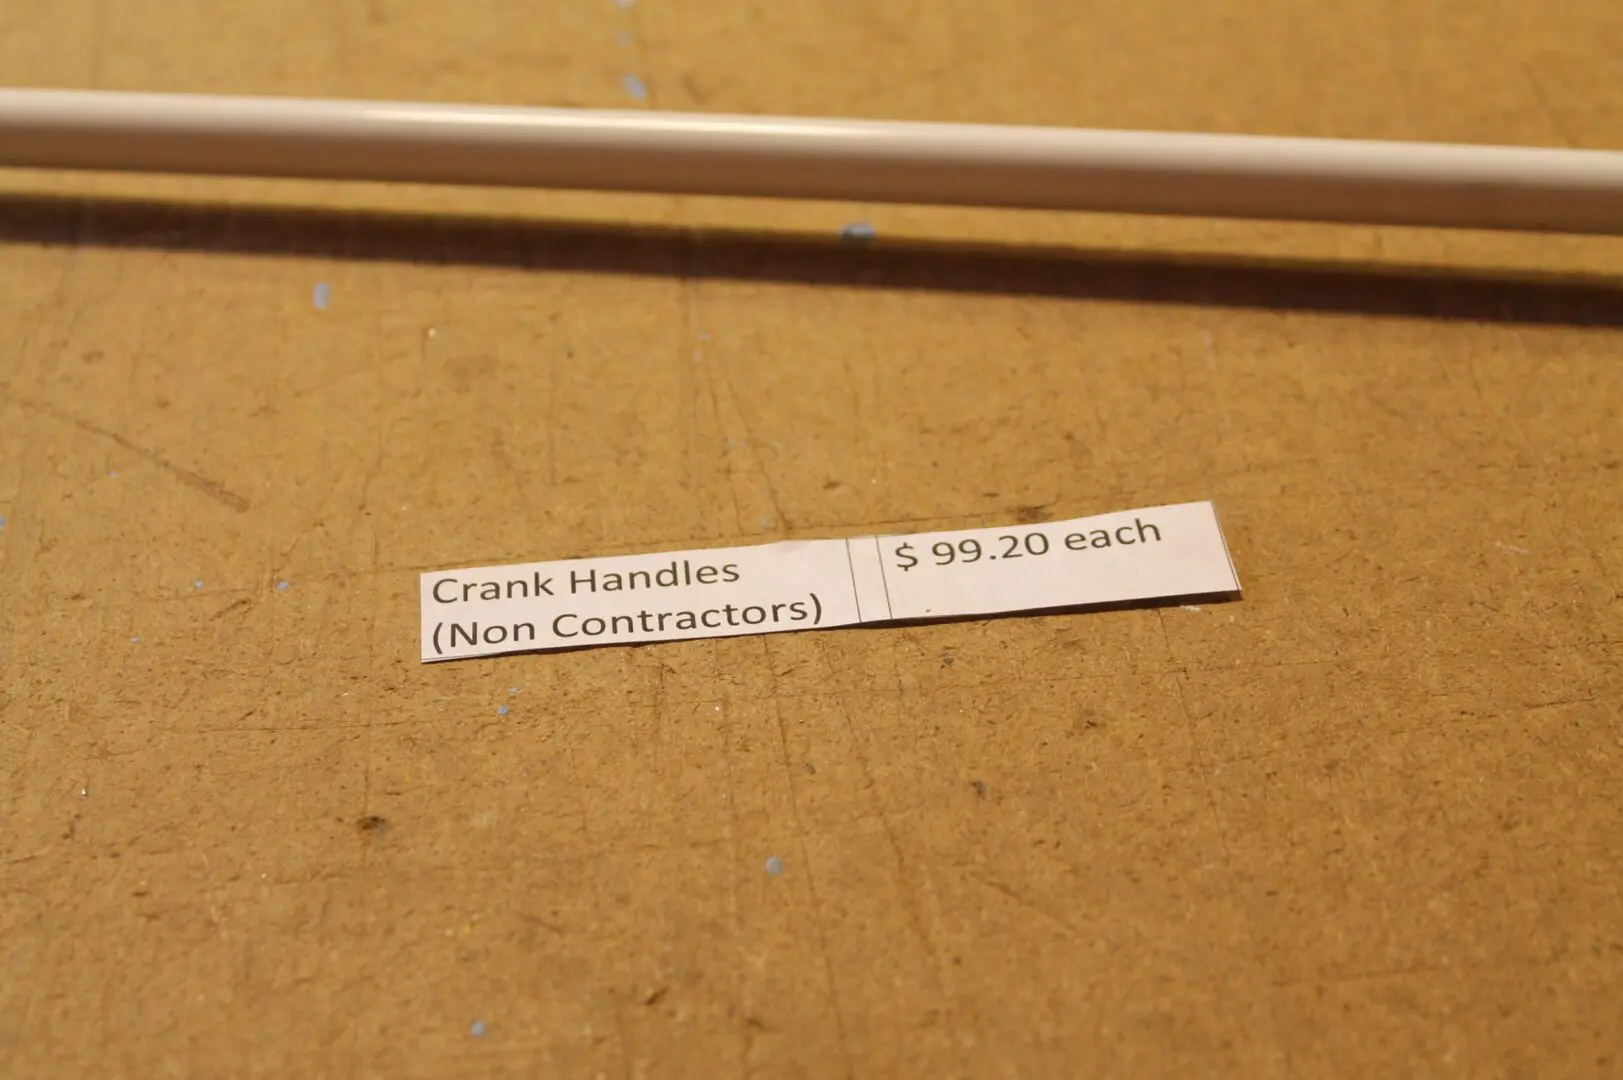 Crank Handles
(Non Contractors)
$ 99.20 each